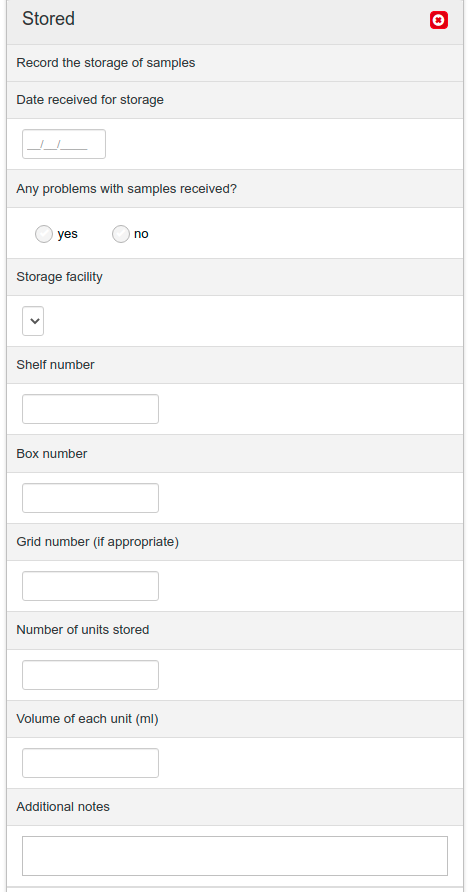 Stored
Record the storage of samples
Date received for storage
__/__/____
Any problems with samples received?
yes no
Storage facility
Shelf number
Box number
Grid number (if appropriate)
Number of units stored
Volume of each unit (ml)
Additional notes